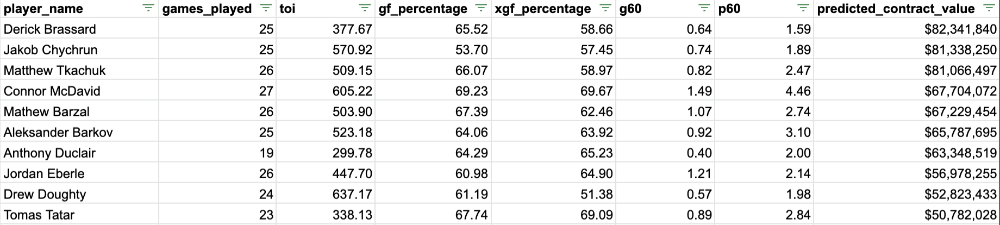 player_name games_played toi gf_percentage xgf_percentage g60 p60 predicted_contract_value
Derick Brassard 25 377.67 65.52 58.66 0.64 1.59 $82,341,840
Jakob Chychrun 25 570.92 53.70 57.45 0.74 1.89 $81,338,250
Matthew Tkachuk 26 509.15 66.07 58.97 0.82 2.47 $81,066,497
Connor McDavid 27 605.22 69.23 69.67 1.49 4.46 $67,704,072
Mathew Barzal 26 503.90 67.39 62.46 1.07 2.74 $67,229,454
Aleksander Barkov 25 523.18 64.06 63.92 0.92 3.10 $65,787,695
Anthony Duclair 19 299.78 64.29 65.23 0.40 2.00 $63,348,519
Jordan Eberle 26 447.70 60.98 64.90 1.21 2.14 $56,978,255
Drew Doughty 24 637.17 61.19 51.38 0.57 1.98 $52,823,433
Tomas Tatar 23 338.13 67.74 69.09 0.89 2.84 $50,782,028